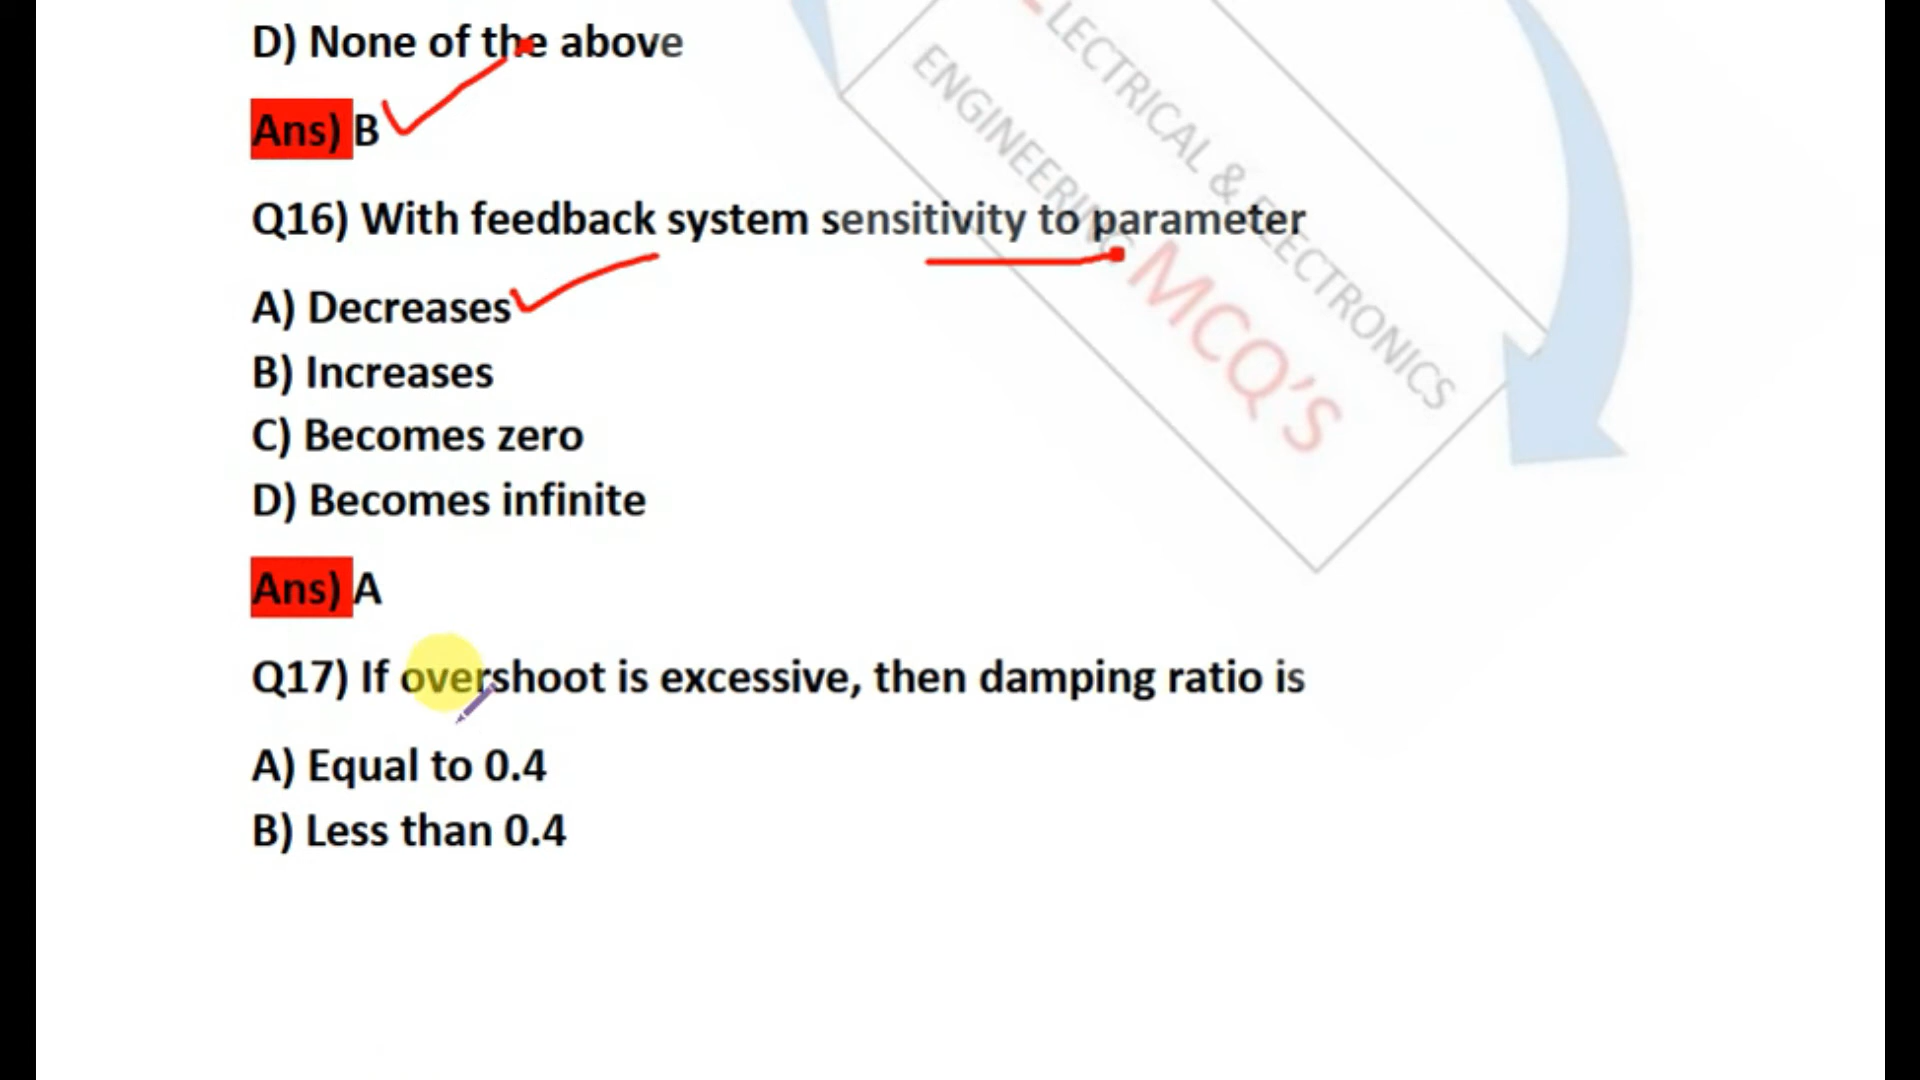 D) None of the above
Ans) B
Q16) With feedback system sensitivity to parameter
A) Decreases
B) Increases
C) Becomes zero
D) Becomes infinite
Ans) A
Q17) If overshoot is excessive, then damping ratio is
A) Equal to 0.4
B) Less than 0.4
ELECTRICAL & ELECTRONICS
ENGINEERING MCQ'S